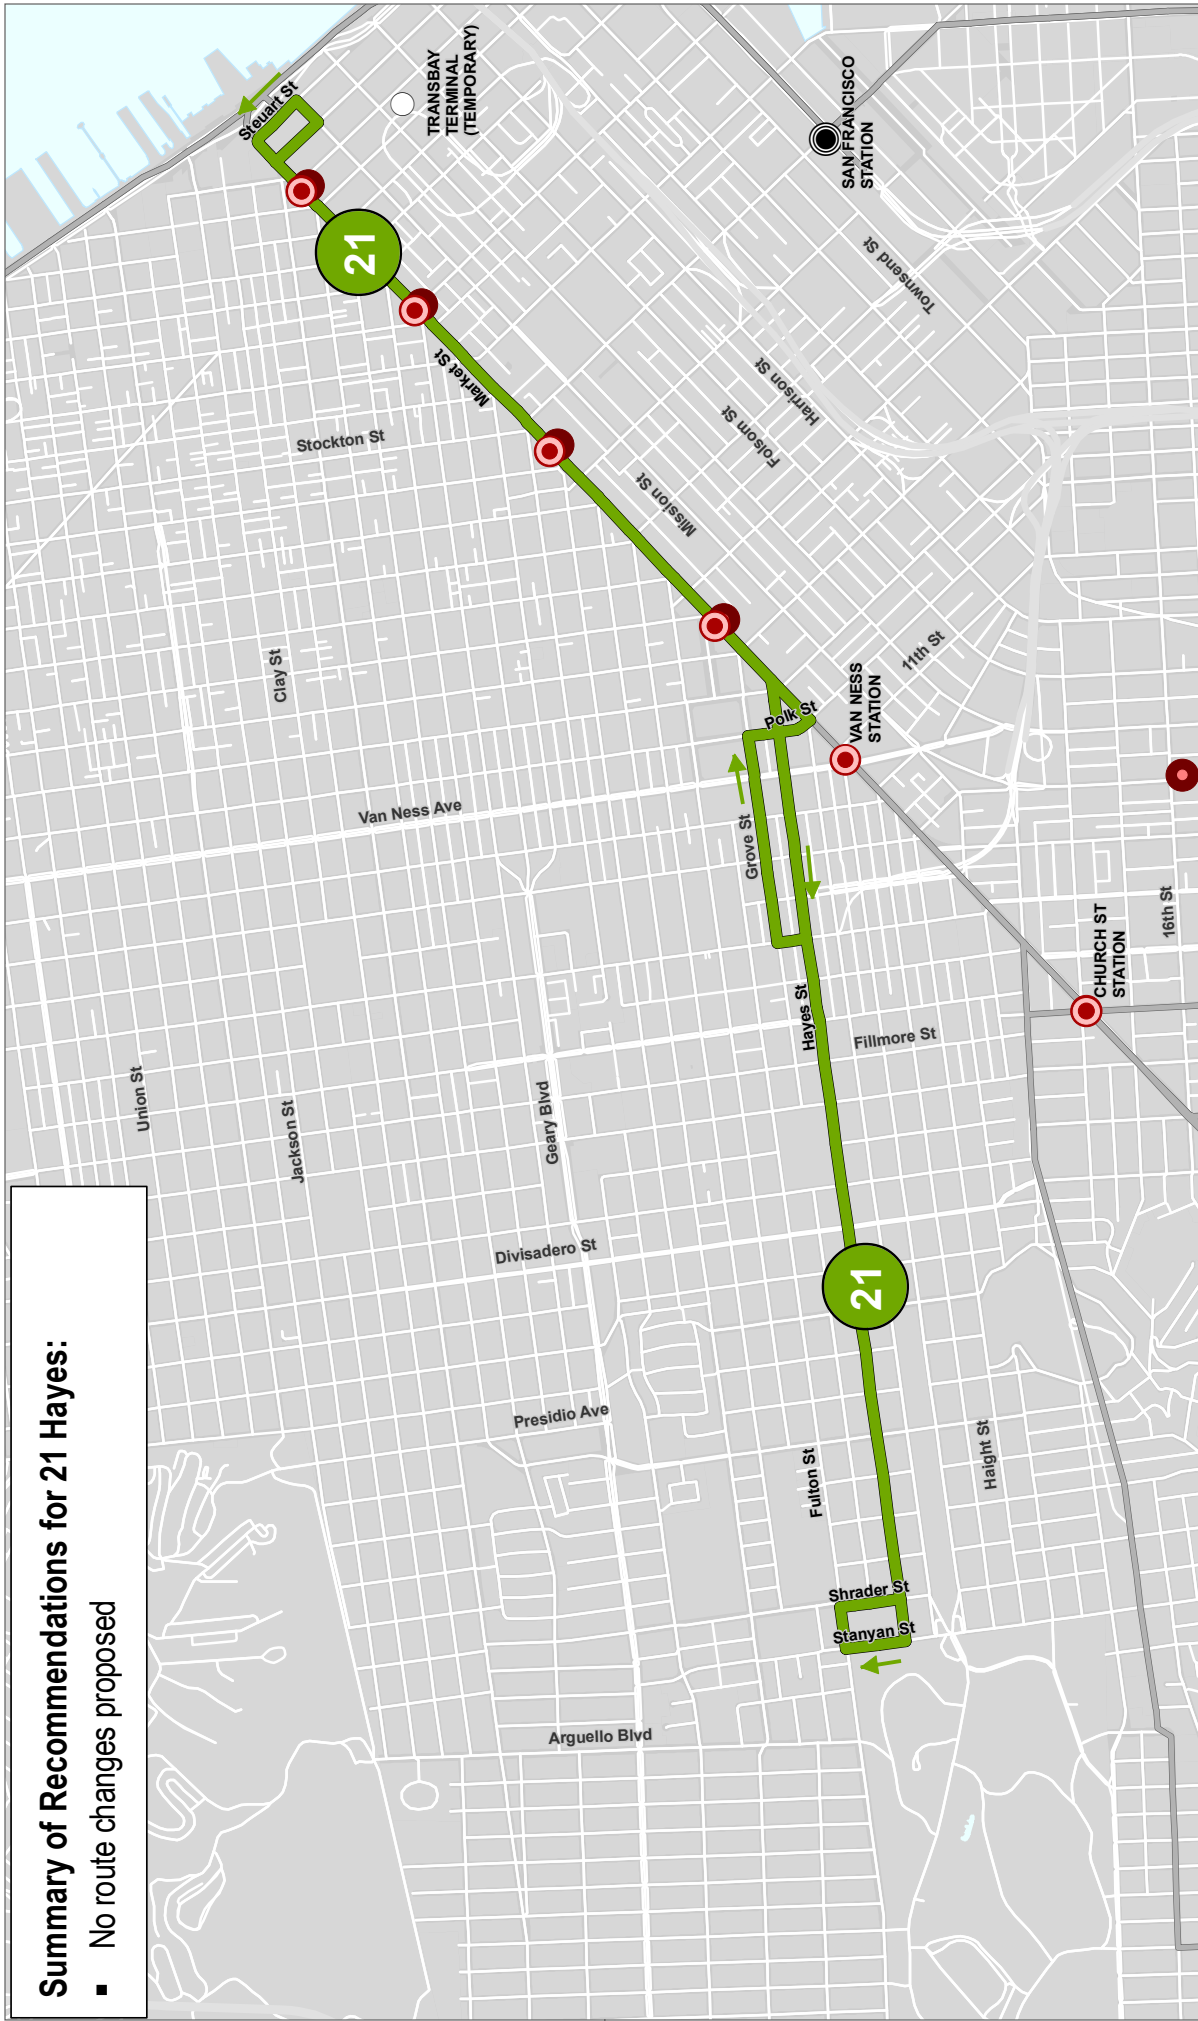 Summary of Recommendations for 21 Hayes:
▪ No route changes proposed
Steuart St
TRANSBAY
TERMINAL
(TEMPORARY)
21
SAN FRANCISCO
STATION
Townsend St
Market St
Stockton St
Harrison St
Folsom St
Mission St
Clay St
11th St
Polk St
VAN NESS
STATION
Van Ness Ave
Grove St
16th St
CHURCH ST
STATION
Hayes St
Fillmore St
Union St
Jackson St
Geary Blvd
Divisadero St
21
Presidio Ave
Haight St
Fulton St
Shrader St
Stanyan St
Arguello Blvd